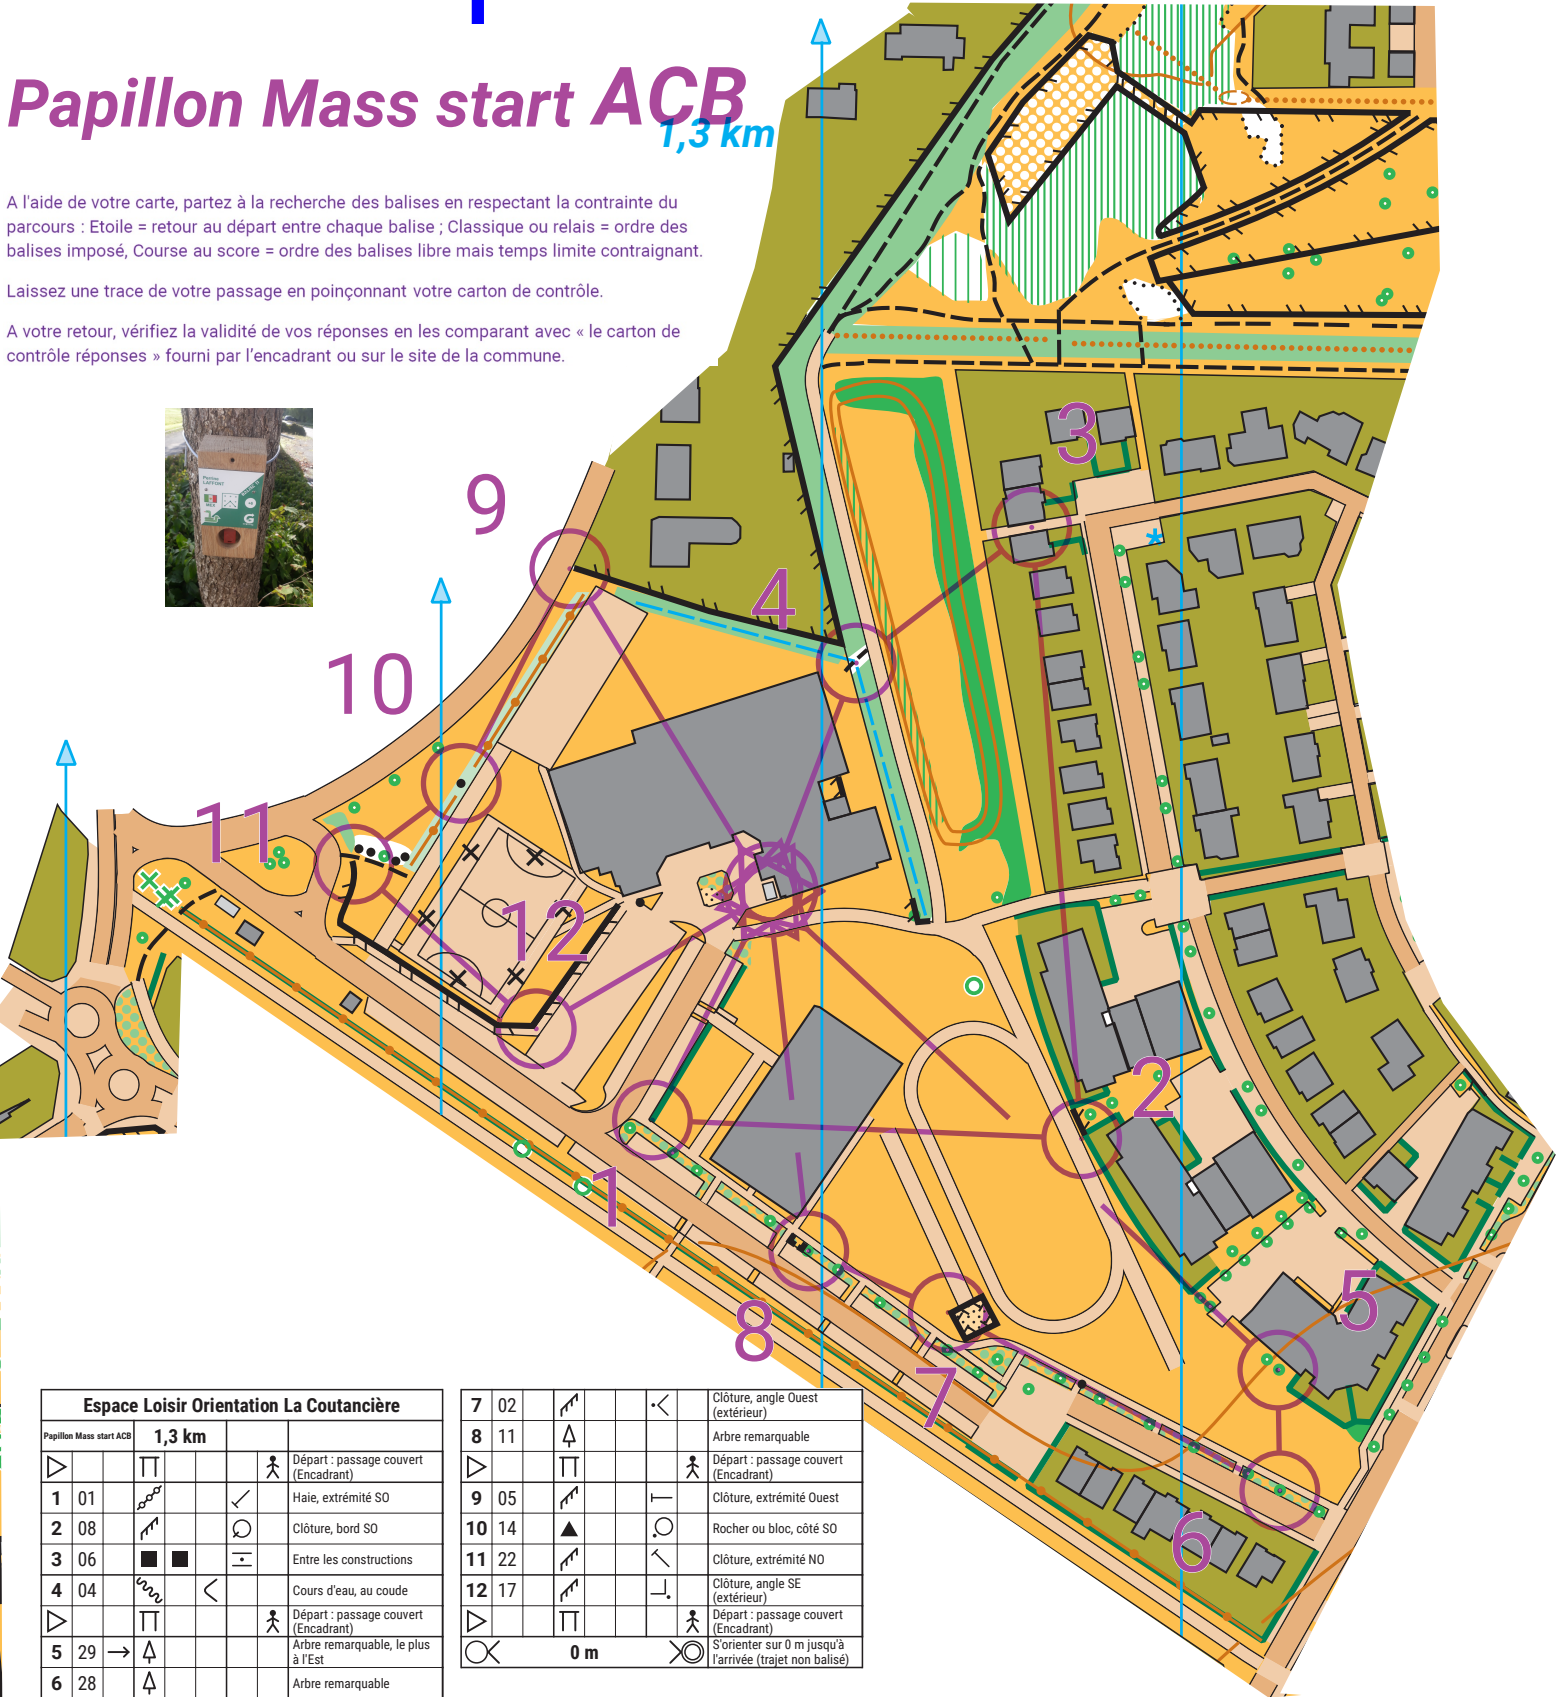 Papillon Mass start ACB
1,3 km
A l'aide de votre carte, partez à la recherche des balises en respectant la contrainte du
parcours : Etoile = retour au départ entre chaque balise ; Classique ou relais = ordre des
balises imposé, Course au score = ordre des balises libre mais temps limite contraignant.
Laissez une trace de votre passage en poinçonnant votre carton de contrôle.
A votre retour, vérifiez la validité de vos réponses en les comparant avec « le carton de
contrôle réponses » fourni par l'encadrant ou sur le site de la commune.
3
9
4
10
11
12
2
1
5
8
7
6
Espace Loisir Orientation La Coutancière
Papillon Mass start ACB 1,3 km
Départ : passage couvert
(Encadrant)
1 01 Haie, extrémité SO
2 08 Clôture, bord SO
3 06 Entre les constructions
4 04 Cours d'eau, au coude
Départ : passage couvert
(Encadrant)
5 29 Arbre remarquable, le plus
à l'Est
6 28 Arbre remarquable
7 02 Clôture, angle Ouest
(extérieur)
8 11 Arbre remarquable
Départ : passage couvert
(Encadrant)
9 05 Clôture, extrémité Ouest
10 14 Rocher ou bloc, côté SO
11 22 Clôture, extrémité NO
12 17 Clôture, angle SE
(extérieur)
Départ : passage couvert
(Encadrant)
0 m S'orienter sur 0 m jusqu'à
l'arrivée (trajet non balisé)